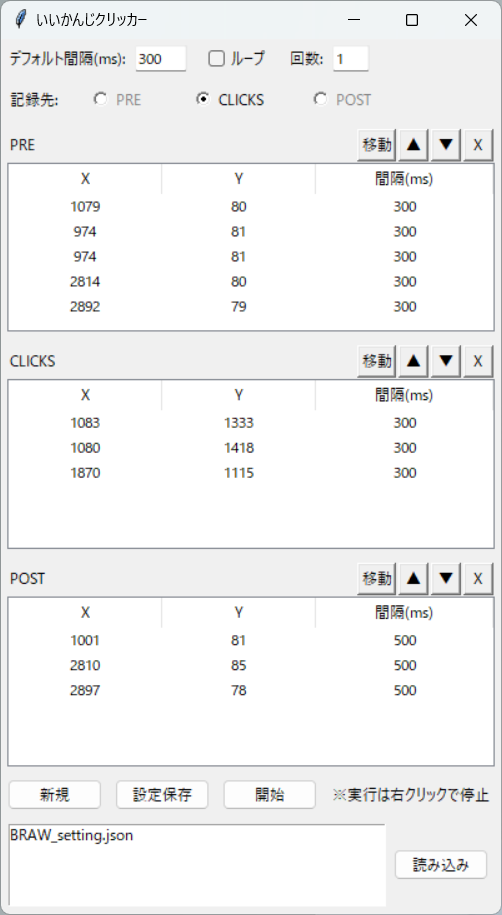 いいかんじクリッカー
デフォルト間隔(ms): 300 ループ 回数: 1
記録先: PRE CLICKS POST
PRE 移動 ▲ ▼ X
X Y 間隔(ms)
1079 80 300
974 81 300
974 81 300
2814 80 300
2892 79 300
CLICKS 移動 ▲ ▼ X
X Y 間隔(ms)
1083 1333 300
1080 1418 300
1870 1115 300
POST 移動 ▲ ▼ X
X Y 間隔(ms)
1001 81 500
2810 85 500
2897 78 500
新規 設定保存 開始 ※実行は右クリックで停止
BRAW_setting.json
読み込み